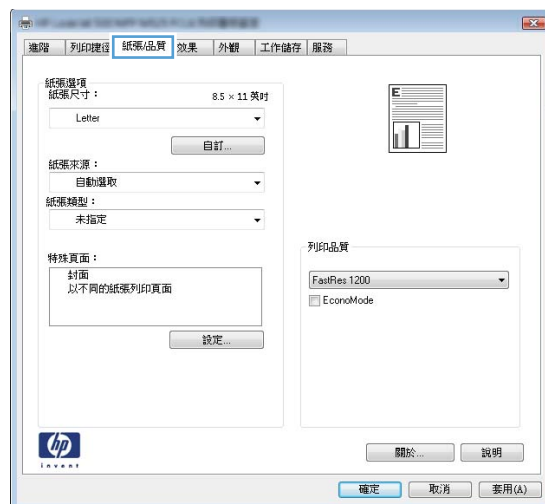 進階 列印捷徑 紙張/品質 效果 外觀 工作儲存 服務
紙張選項
紙張尺寸： 8.5 × 11 英吋
Letter
自訂...
紙張來源：
自動選取
紙張類型：
未指定
特殊頁面：
封面
以不同的紙張列印頁面
設定...
E
列印品質
FastRes 1200
EconoMode
hp
invent
關於... 說明
確定 取消 套用(A)